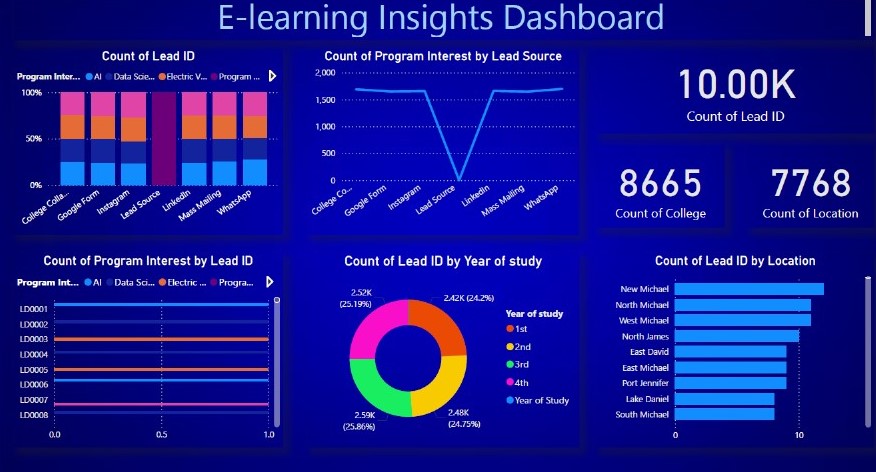 E-learning Insights Dashboard
Count of Lead ID
Program Inter... AI Data Scie... Electric V... Program ...
100%
50%
0%
College Colla...
Google Form
Instagram
Lead Source
LinkedIn
Mass Mailing
WhatsApp
Count of Program Interest by Lead Source
2,000
1,500
1,000
500
0
College Co...
Google Form
Instagram
Lead Source
LinkedIn
Mass Mailing
WhatsApp
10.00K
Count of Lead ID
8665
Count of College
7768
Count of Location
Count of Program Interest by Lead ID
Program Int... AI Data Sci... Electric ... Progra...
LD0001
LD0002
LD0003
LD0004
LD0005
LD0006
LD0007
LD0008
0.0 0.5 1.0
Count of Lead ID by Year of study
2.52K
(25.19%)
2.42K (24.2%)
2.59K
(25.86%)
2.48K
(24.75%)
Year of study
1st
2nd
3rd
4th
Year of Study
Count of Lead ID by Location
New Michael
North Michael
West Michael
North James
East David
East Michael
Port Jennifer
Lake Daniel
South Michael
0 10